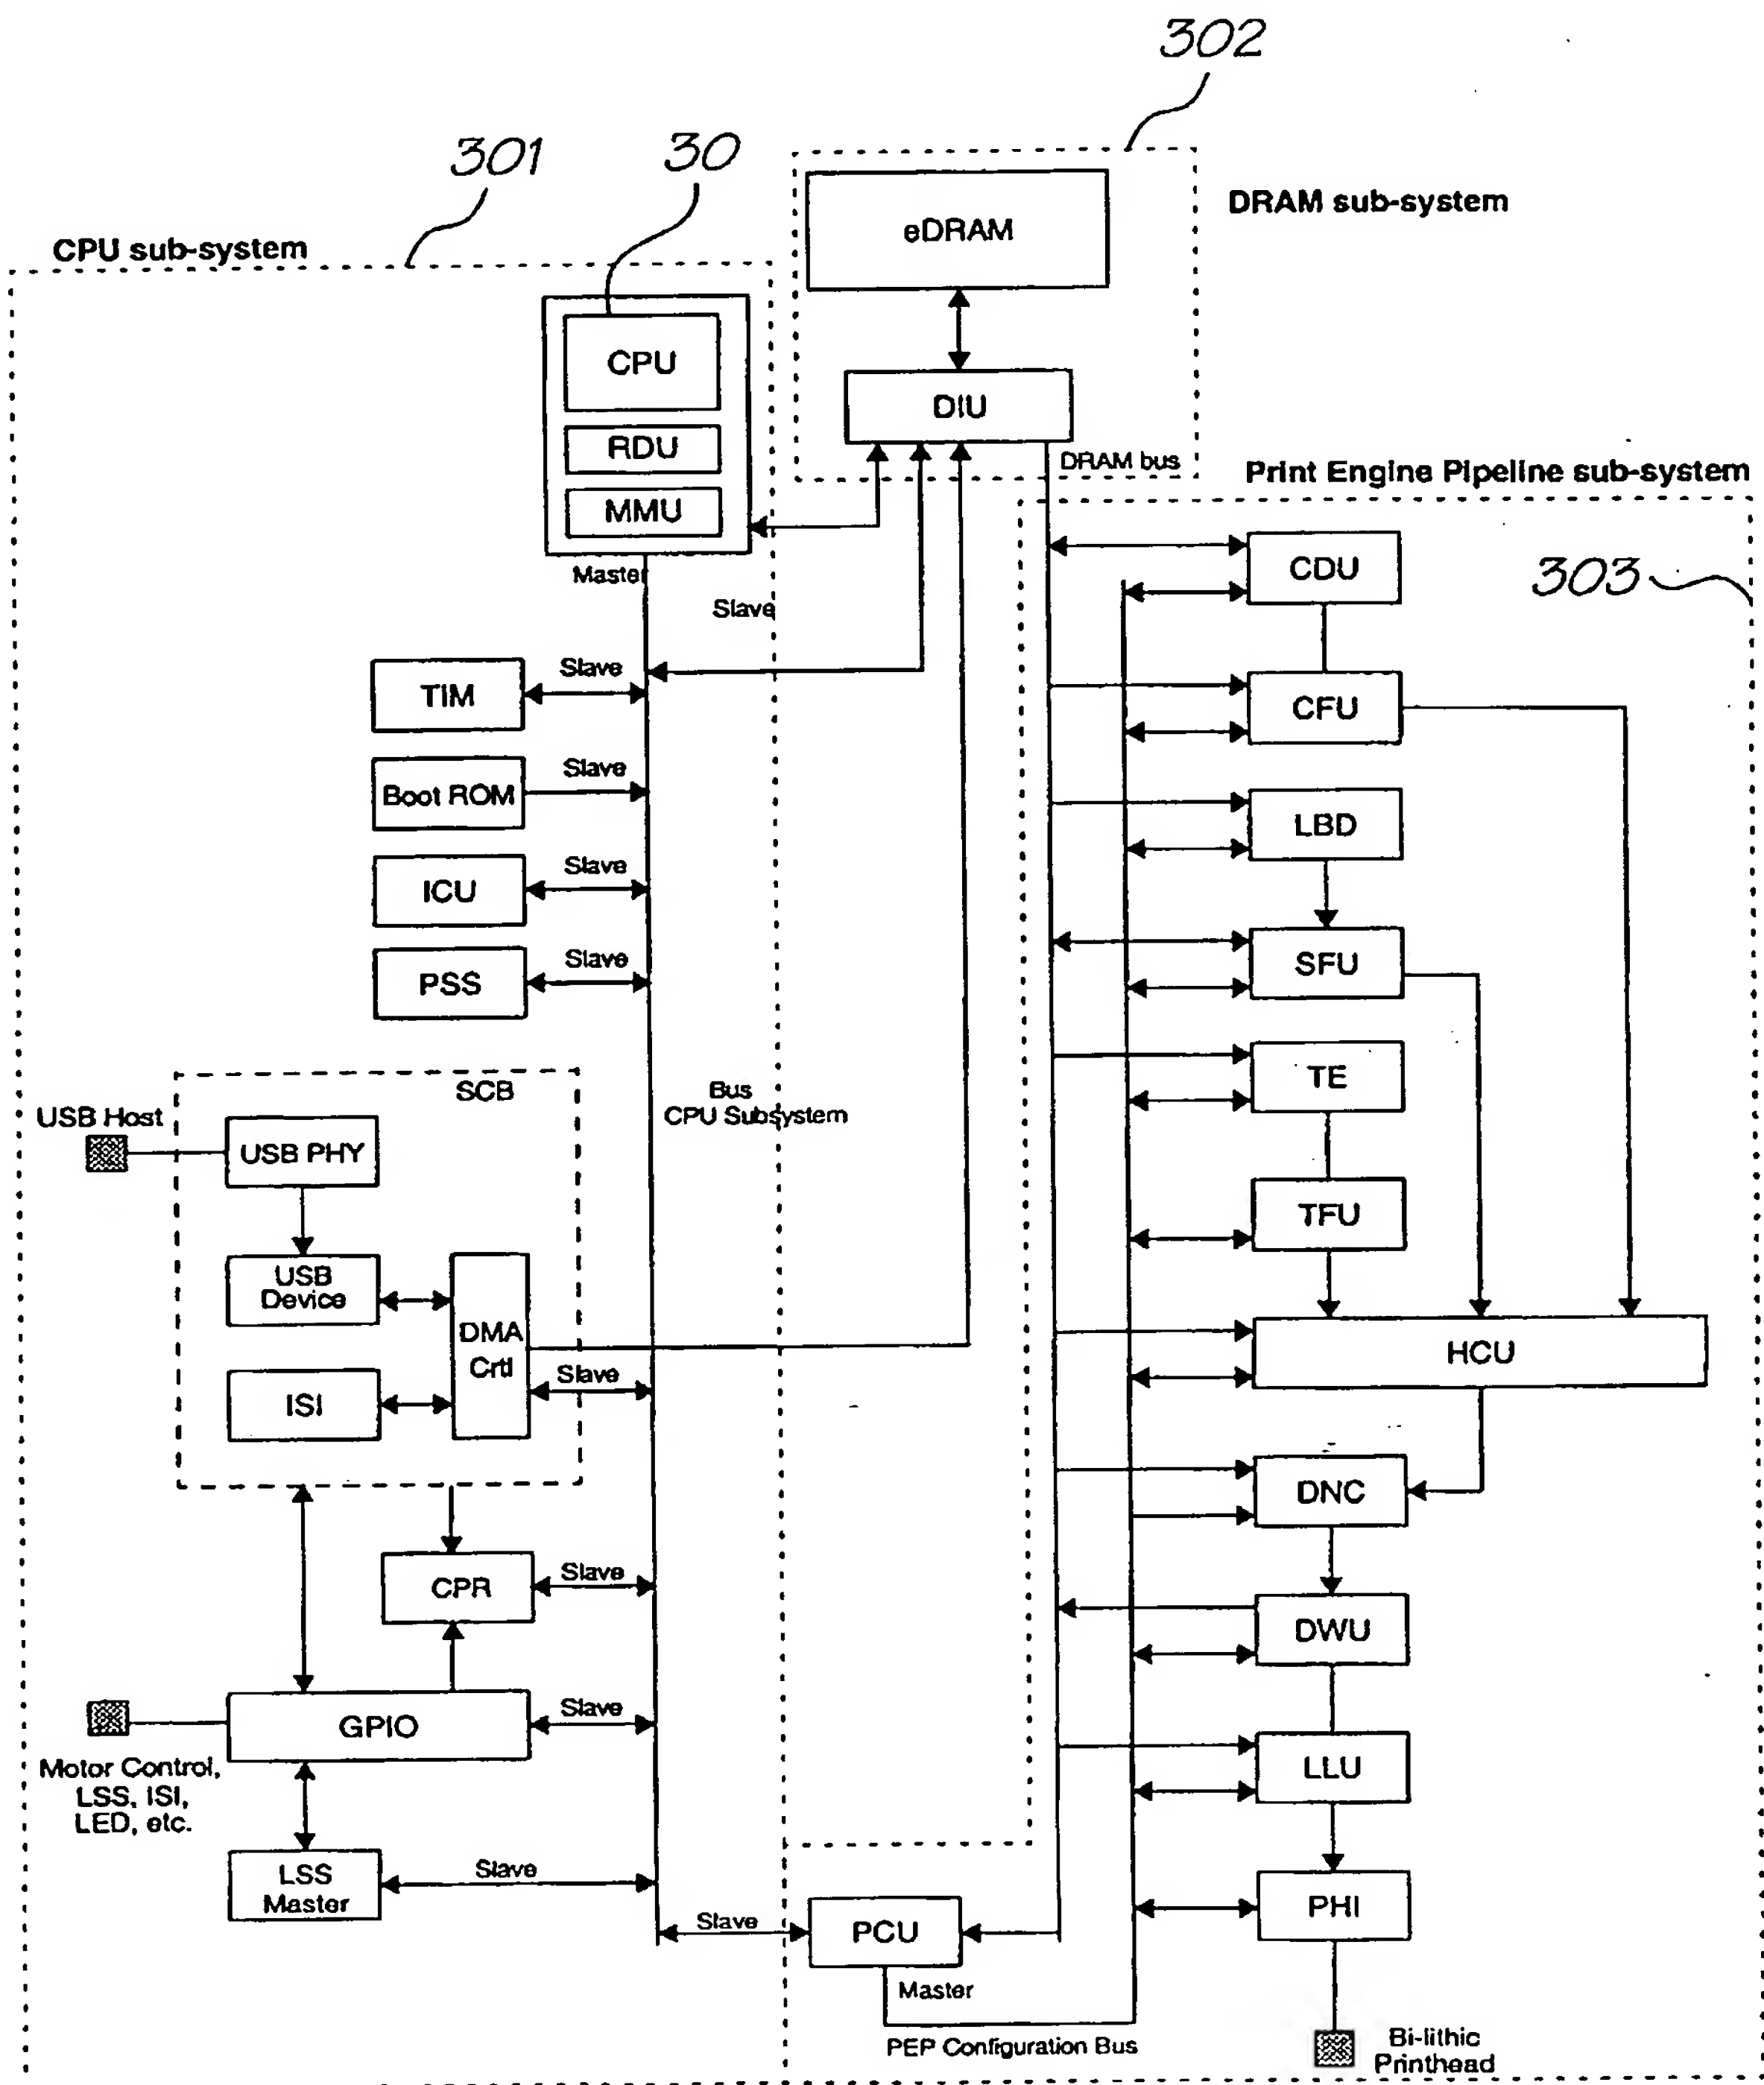 302
301
30
DRAM sub-system
eDRAM
CPU sub-system
CPU
DIU
RDU
DRAM bus
Print Engine Pipeline sub-system
MMU
CDU
303
Master
Slave
Slave
TIM
CFU
Slave
Boot ROM
LBD
Slave
ICU
Slave
PSS
SFU
TE
SCB
Bus
CPU Subsystem
USB Host
USB PHY
TFU
USB
Device
DMA
Crtl
HCU
Slave
ISI
DNC
CPR
Slave
DWU
GPIO
Slave
Motor Control,
LSS, ISI,
LED, etc.
LLU
LSS
Master
Slave
PHI
Slave
PCU
Master
PEP Configuration Bus
Bi-lithic
Printhead